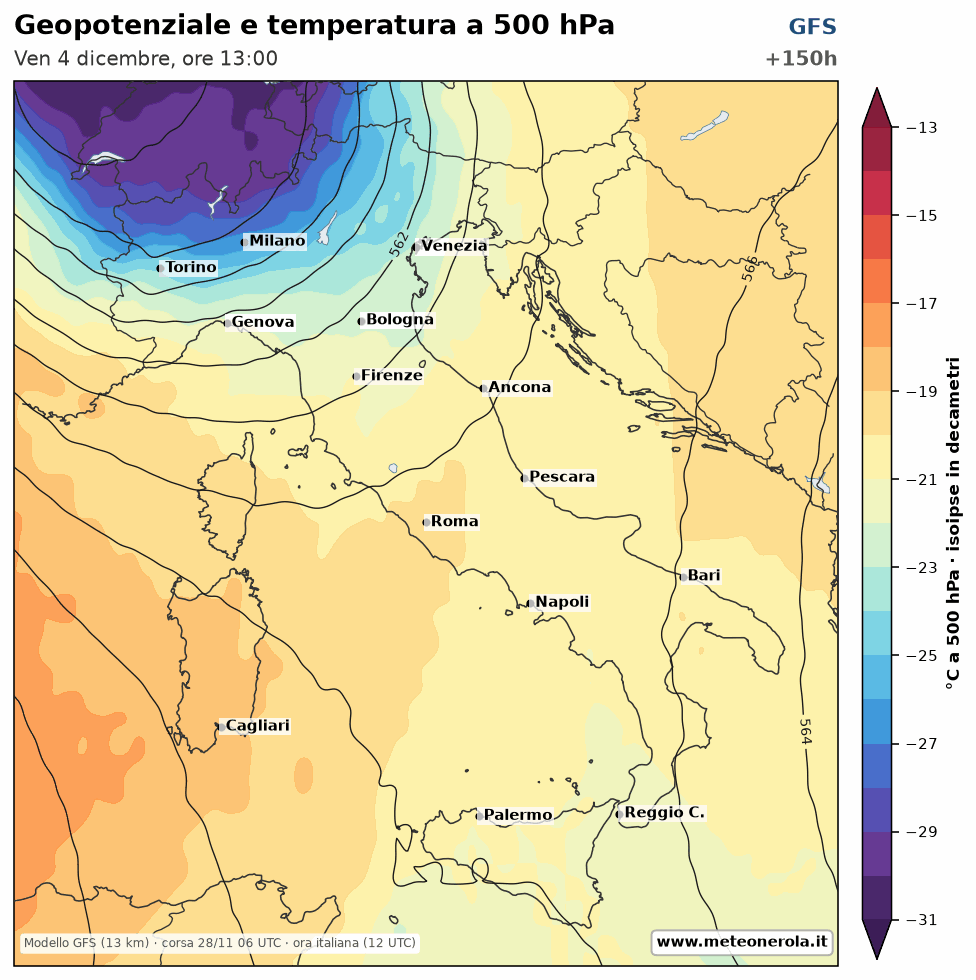 Geopotenziale e temperatura a 500 hPa
GFS
Ven 4 dicembre, ore 13:00
+150h
−13
−15
−17
−19
−21
−23
−25
−27
−29
−31
°C a 500 hPa · isoipse in decametri
562
566
564
Milano
Venezia
Torino
Genova
Bologna
Firenze
Ancona
Pescara
Roma
Bari
Napoli
Cagliari
Palermo
Reggio C.
Modello GFS (13 km) · corsa 28/11 06 UTC · ora italiana (12 UTC)
www.meteonerola.it